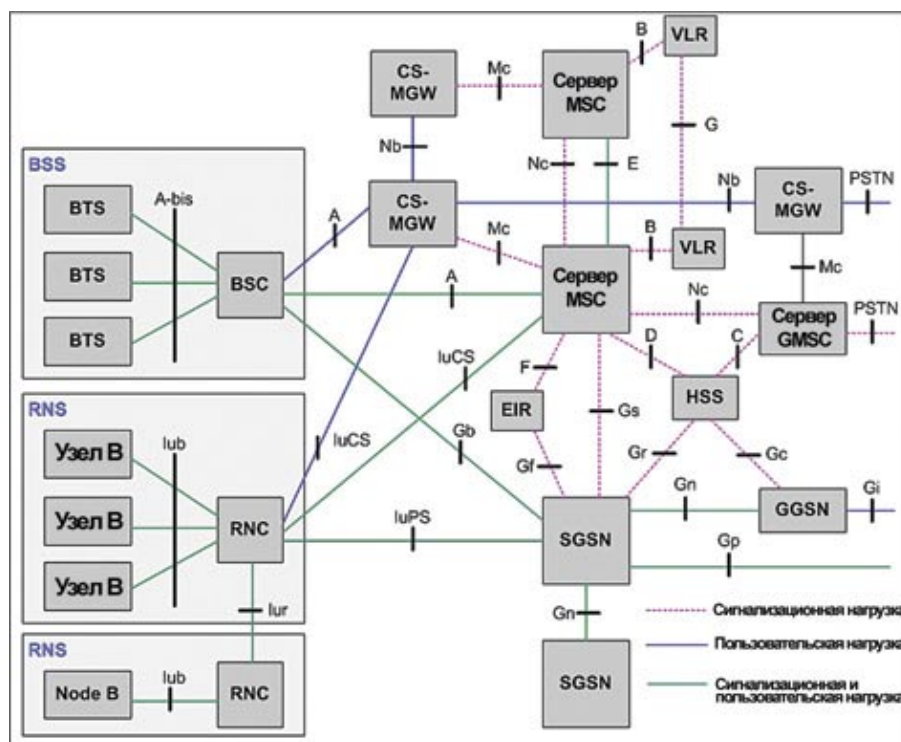 B
VLR
CS-
MGW
Mc
Сервер
MSC
G
Nb
Nc
E
BSS
BTS
A-bis
BTS
BTS
BSC
A
CS-
MGW
Nb
CS-
MGW
PSTN
Mc
B
VLR
A
Сервер
MSC
Mc
Nc
Сервер
GMSC
PSTN
D
C
IuCS
F
EIR
Gs
HSS
RNS
Узел В
Iub
Узел В
Узел В
RNC
IuCS
Gb
Gf
Gr
Gc
Gn
GGSN
Gi
IuPS
SGSN
Gp
Iur
Gn
RNS
Node B
Iub
RNC
SGSN
Сигнализационная нагрузка
Пользовательская нагрузка
Сигнализационная и
пользовательская нагрузка